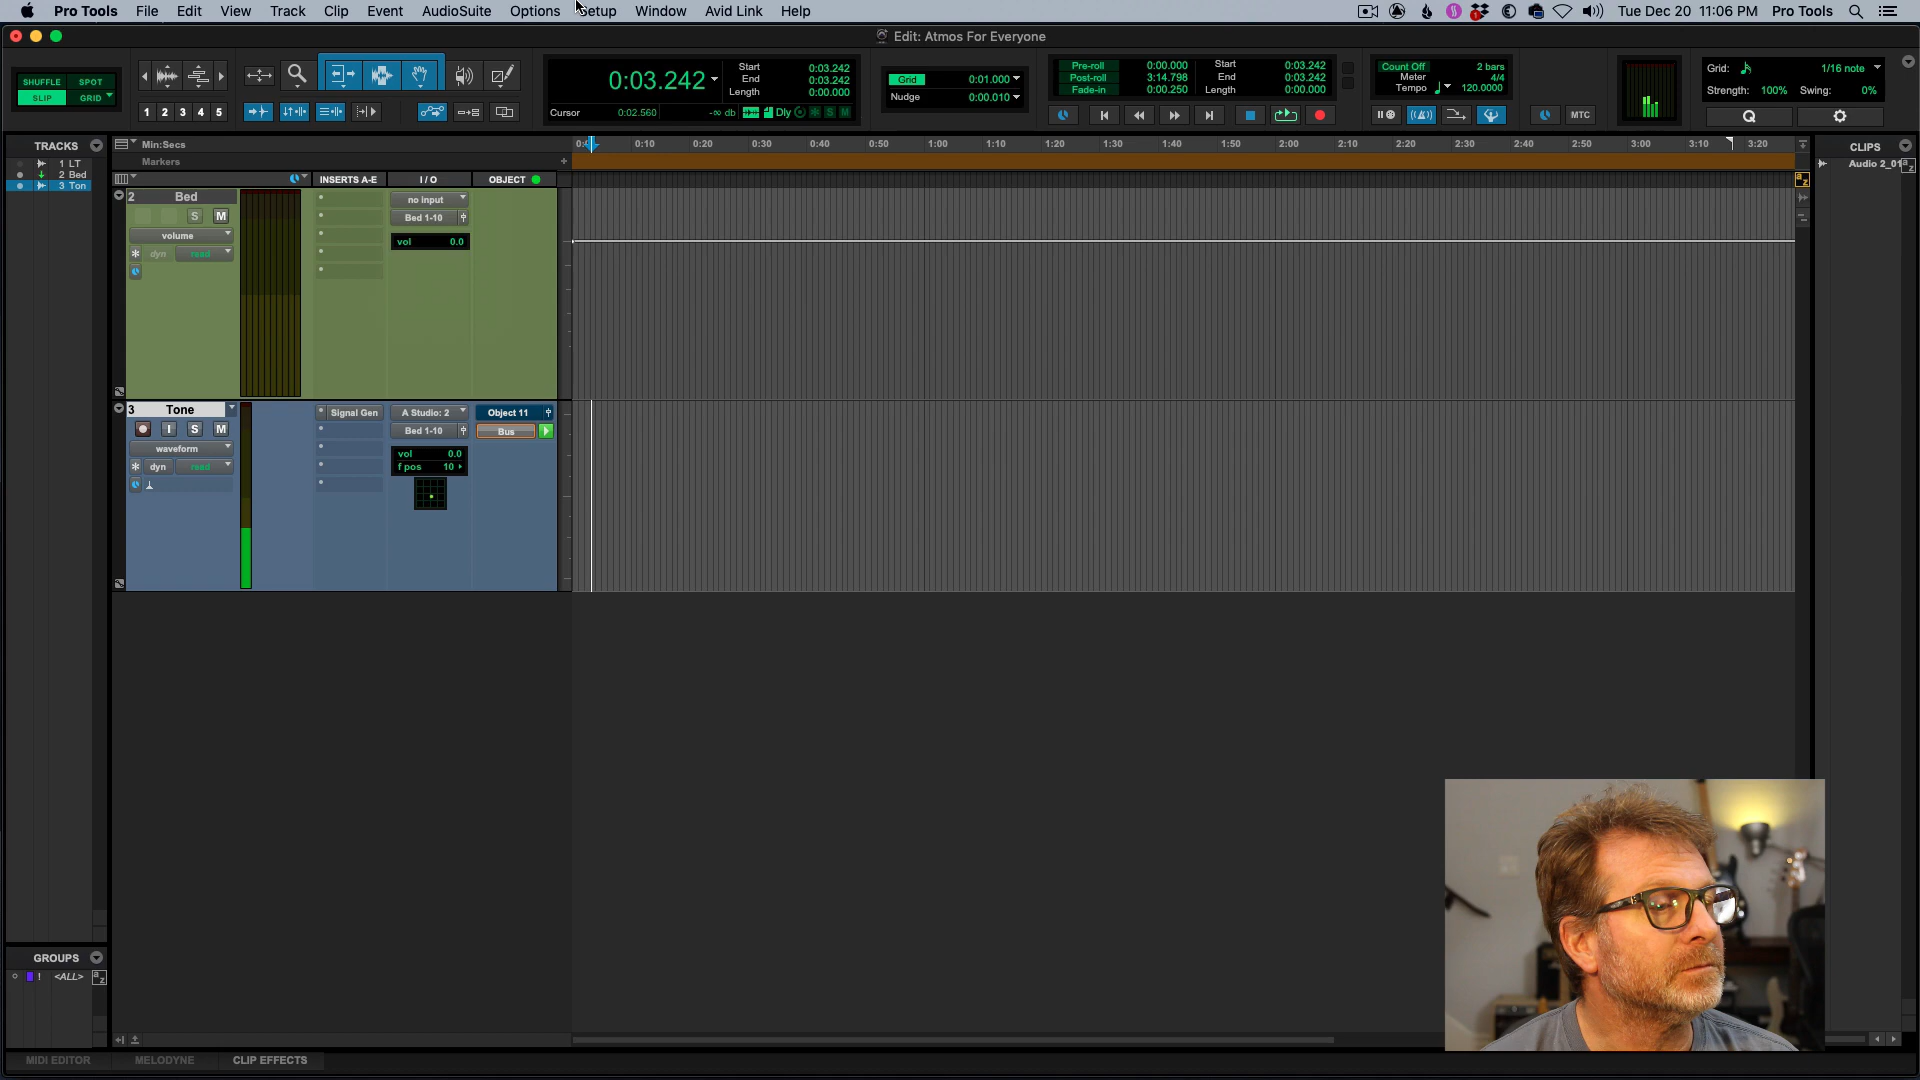 Pro Tools File Edit View Track Clip Event AudioSuite Options Setup Window Avid Link Help Tue Dec 20 11:06 PM Pro Tools
Edit: Atmos For Everyone
SHUFFLE SPOT
SLIP GRID
1 2 3 4 5
0:03.242
Start 0:03.242
End 0:03.242
Length 0:00.000
Cursor 0:02.560 -∞ db Dly S M
Grid 0:01.000
Nudge 0:00.010
Pre-roll 0:00.000
Post-roll 3:14.798
Fade-in 0:00.250
Start 0:03.242
End 0:03.242
Length 0:00.000
Count Off 2 bars
Meter 4/4
Tempo 120.0000
MTC
Grid: 1/16 note
Strength: 100% Swing: 0%
Q
TRACKS
1 LT
2 Bed
3 Ton
Min:Secs
Markers
0:10 0:20 0:30 0:40 0:50 1:00 1:10 1:20 1:30 1:40 1:50 2:00 2:10 2:20 2:30 2:40 2:50 3:00 3:10 3:20
CLIPS
Audio 2_01
a z
INSERTS A-E I / O OBJECT
2 Bed
S M
volume
dyn read
no input
Bed 1-10
vol 0.0
3 Tone
I S M
waveform
dyn read
Signal Gen
A Studio: 2
Bed 1-10
vol 0.0
f pos 10
Object 11
Bus
GROUPS
! <ALL>
a z
MIDI EDITOR MELODYNE CLIP EFFECTS